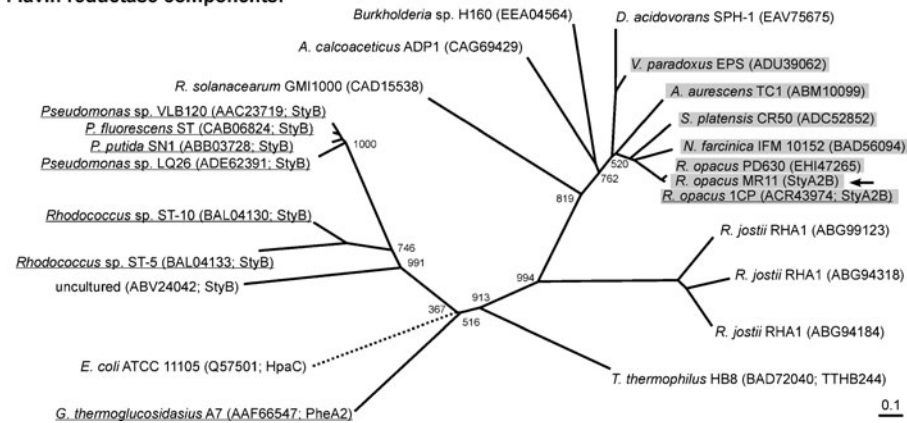 Flavin reductase components.
Burkholderia sp. H160 (EEA04564)
D. acidovorans SPH-1 (EAV75675)
A. calcoaceticus ADP1 (CAG69429)
V. paradoxus EPS (ADU39062)
R. solanacearum GMI1000 (CAD15538)
A. aurescens TC1 (ABM10099)
Pseudomonas sp. VLB120 (AAC23719; StyB)
S. platensis CR50 (ADC52852)
P. fluorescens ST (CAB06824; StyB)
P. putida SN1 (ABB03728; StyB)
1000
N. farcinica IFM 10152 (BAD56094)
Pseudomonas sp. LQ26 (ADE62391; StyB)
520
R. opacus PD630 (EHI47265)
762
R. opacus MR11 (StyA2B)
819
R. opacus 1CP (ACR43974; StyA2B)
Rhodococcus sp. ST-10 (BAL04130; StyB)
R. jostii RHA1 (ABG99123)
746
Rhodococcus sp. ST-5 (BAL04133; StyB)
991
994
R. jostii RHA1 (ABG94318)
uncultured (ABV24042; StyB)
913
367
516
R. jostii RHA1 (ABG94184)
E. coli ATCC 11105 (Q57501; HpaC)
T. thermophilus HB8 (BAD72040; TTHB244)
G. thermoglucosidasius A7 (AAF66547; PheA2)
0.1